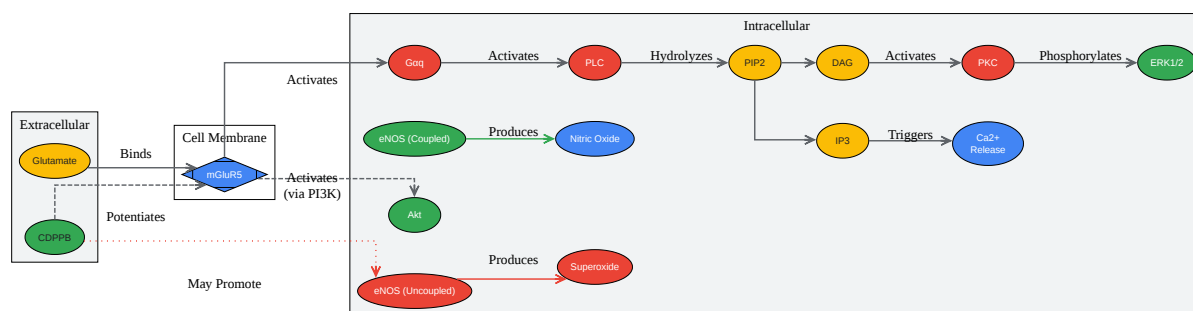 Intracellular
Gαq
Activates
PLC
Hydrolyzes
PIP2
DAG
Activates
PKC
Phosphorylates
ERK1/2
Activates
Extracellular
Cell Membrane
eNOS (Coupled)
Produces
Nitric Oxide
IP3
Triggers
Ca2+
Release
Glutamate
Binds
mGluR5
Activates
(via PI3K)
Akt
Potentiates
CDPPB
May Promote
eNOS (Uncoupled)
Produces
Superoxide